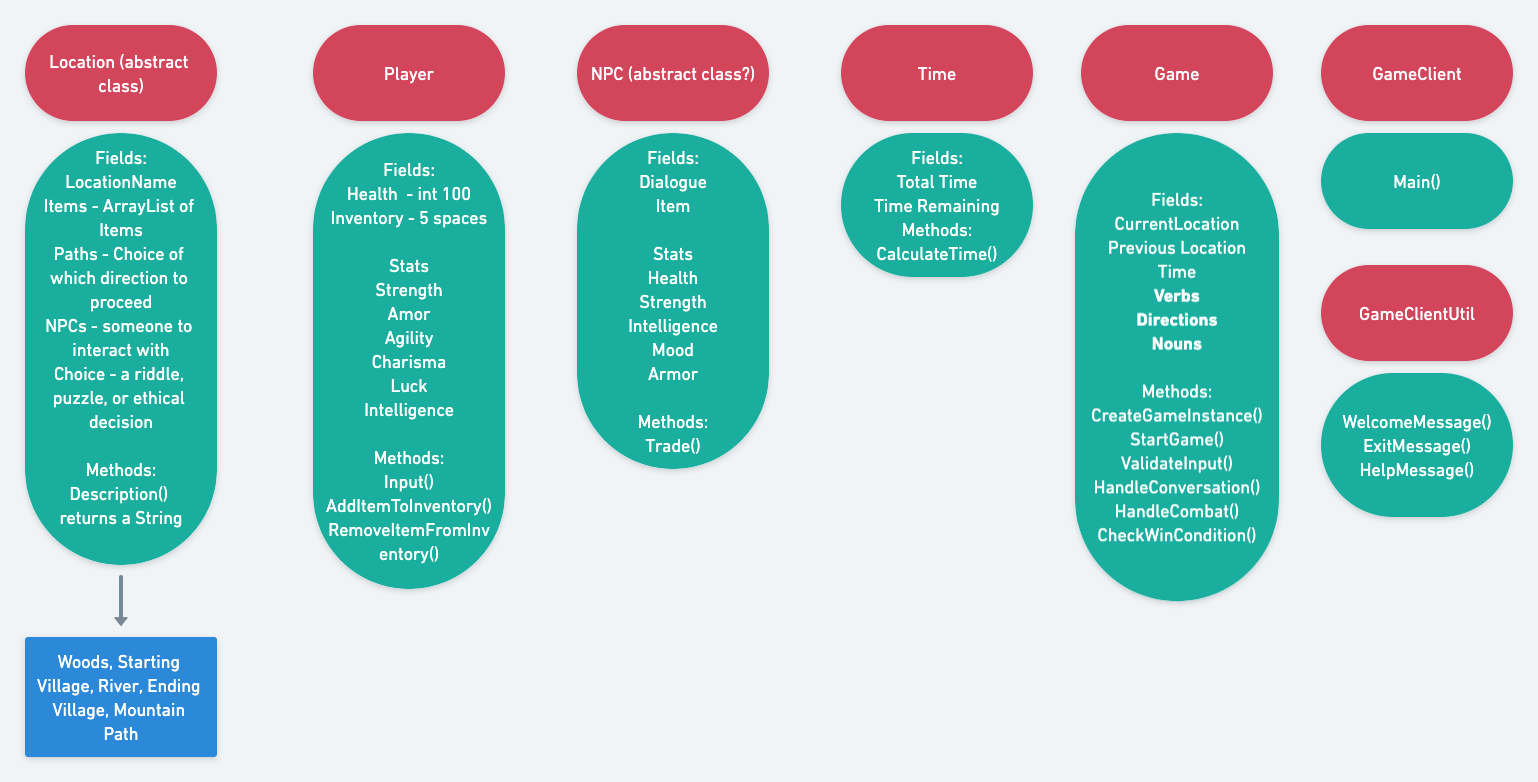 Location (abstract
class)
Fields:
LocationName
Items - ArrayList of
Items
Paths - Choice of
which direction to
proceed
NPCs - someone to
interact with
Choice - a riddle,
puzzle, or ethical
decision
Methods:
Description()
returns a String
Woods, Starting
Village, River, Ending
Village, Mountain
Path
Player
Fields:
Health - int 100
Inventory - 5 spaces
Stats
Strength
Amor
Agility
Charisma
Luck
Intelligence
Methods:
Input()
AddItemToInventory()
RemoveItemFromInv
entory()
NPC (abstract class?)
Fields:
Dialogue
Item
Stats
Health
Strength
Intelligence
Mood
Armor
Methods:
Trade()
Time
Fields:
Total Time
Time Remaining
Methods:
CalculateTime()
Game
Fields:
CurrentLocation
Previous Location
Time
Verbs
Directions
Nouns
Methods:
CreateGameInstance()
StartGame()
ValidateInput()
HandleConversation()
HandleCombat()
CheckWinCondition()
GameClient
Main()
GameClientUtil
WelcomeMessage()
ExitMessage()
HelpMessage()